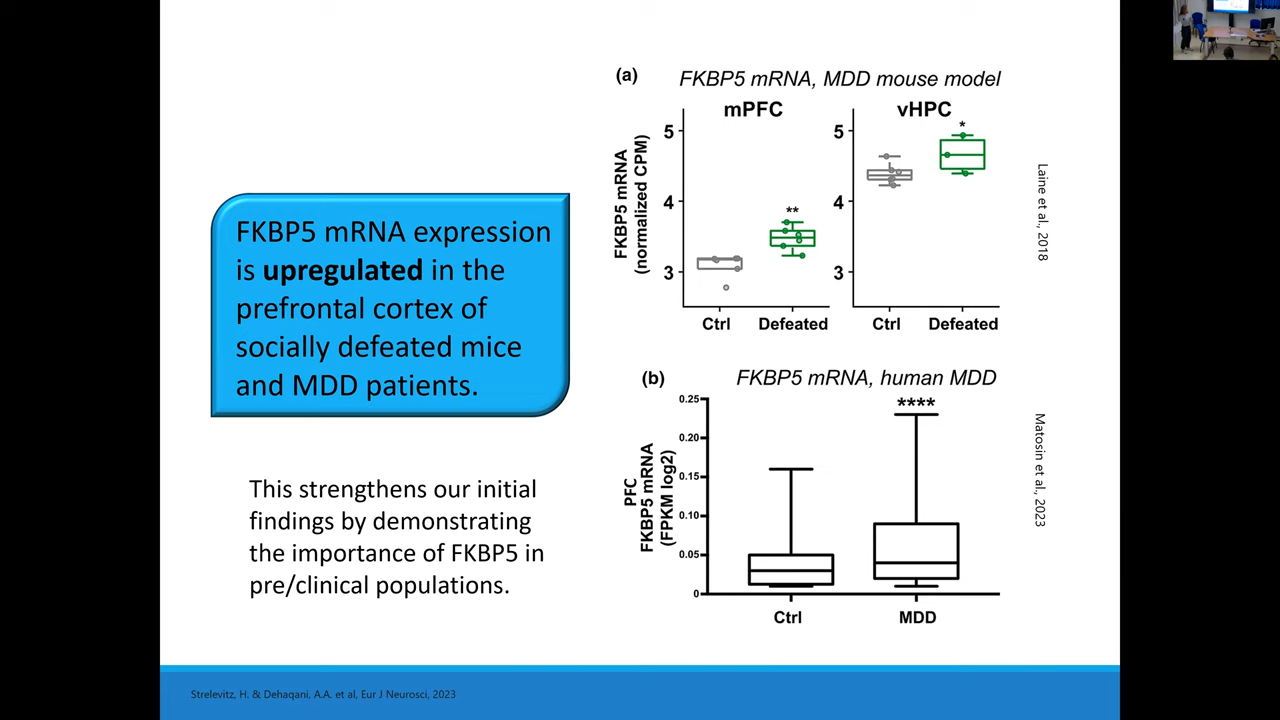 FKBP5 mRNA expression
is upregulated in the
prefrontal cortex of
socially defeated mice
and MDD patients.
This strengthens our initial
findings by demonstrating
the importance of FKBP5 in
pre/clinical populations.
(a)
FKBP5 mRNA, MDD mouse model
mPFC
vHPC
FKBP5 mRNA
(normalized CPM)
5
4
3
**
Ctrl
Defeated
5
4
3
*
Ctrl
Defeated
Laine et al., 2018
(b)
FKBP5 mRNA, human MDD
PFC
FKBP5 mRNA
(FPKM log2)
0.25
0.20
0.15
0.10
0.05
0
****
Ctrl
MDD
Matosin et al., 2023
Strelevitz, H. & Dehaqani, A.A. et al, Eur J Neurosci, 2023